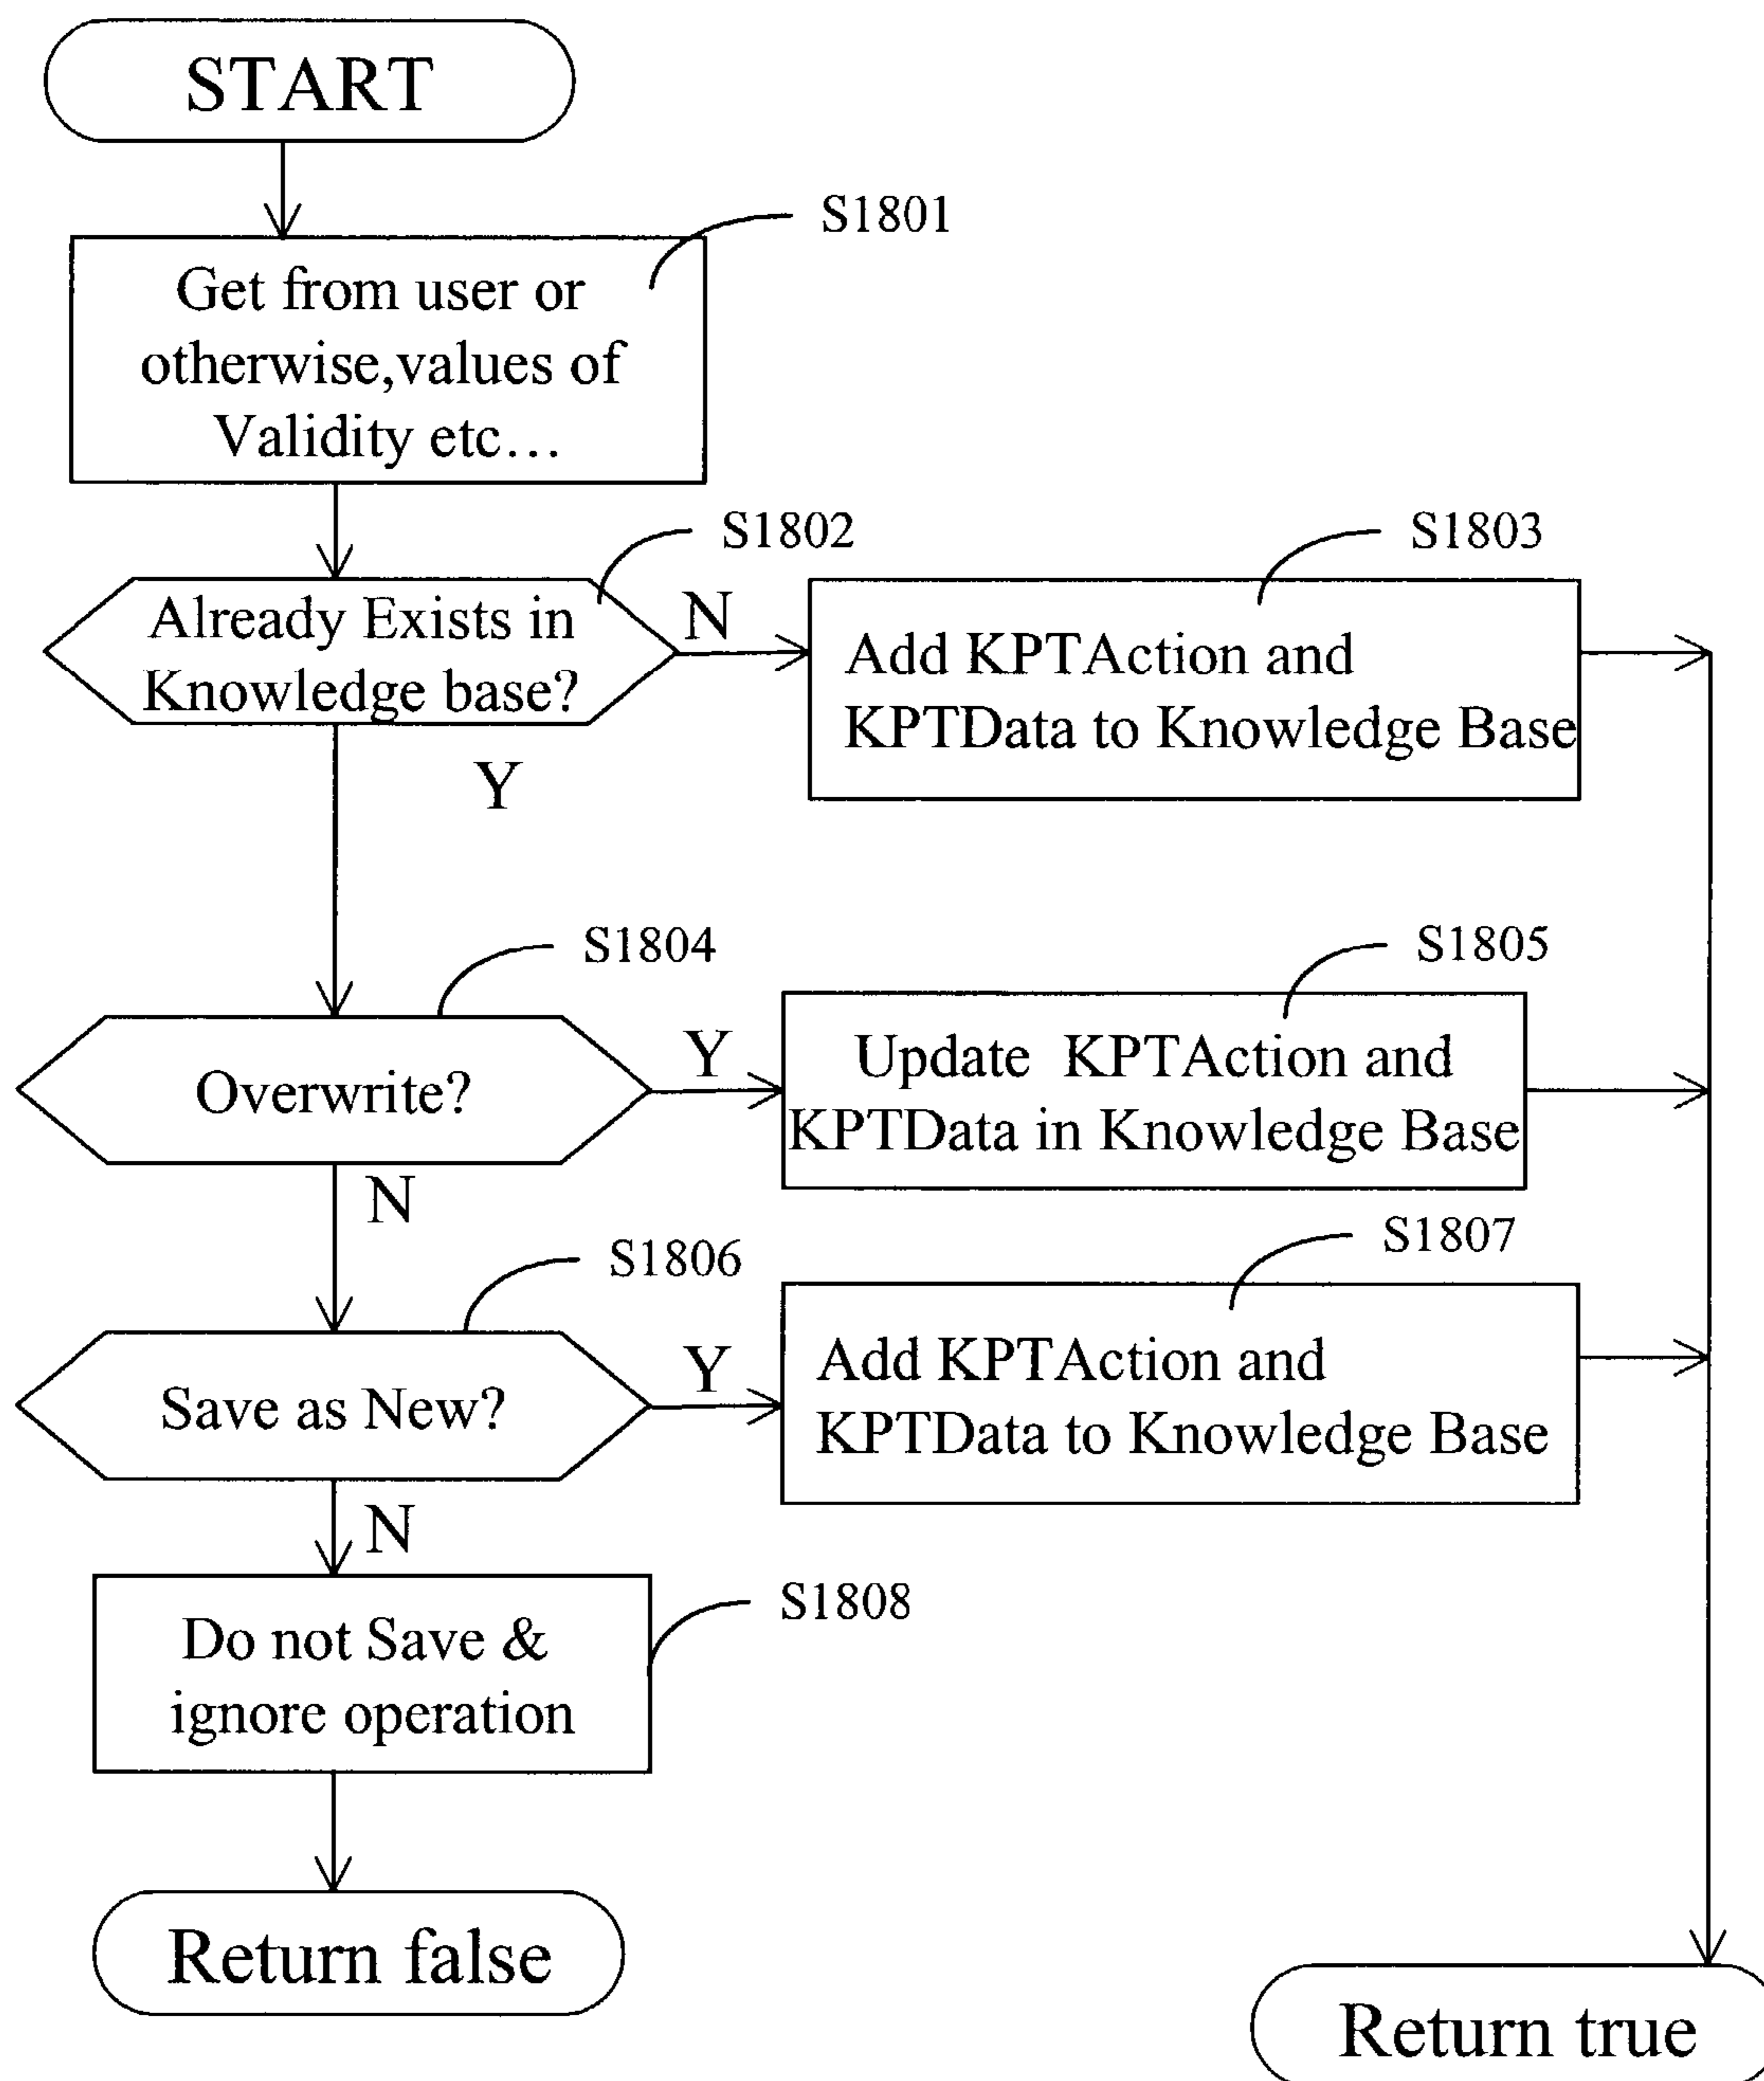 START
S1801
Get from user or
otherwise,values of
Validity etc...
S1802
Already Exists in
Knowledge base?
N
S1803
Add KPTAction and
KPTData to Knowledge Base
Y
S1804
Overwrite?
Y
S1805
Update KPTAction and
KPTData in Knowledge Base
N
S1806
Save as New?
Y
S1807
Add KPTAction and
KPTData to Knowledge Base
N
S1808
Do not Save &
ignore operation
Return false
Return true